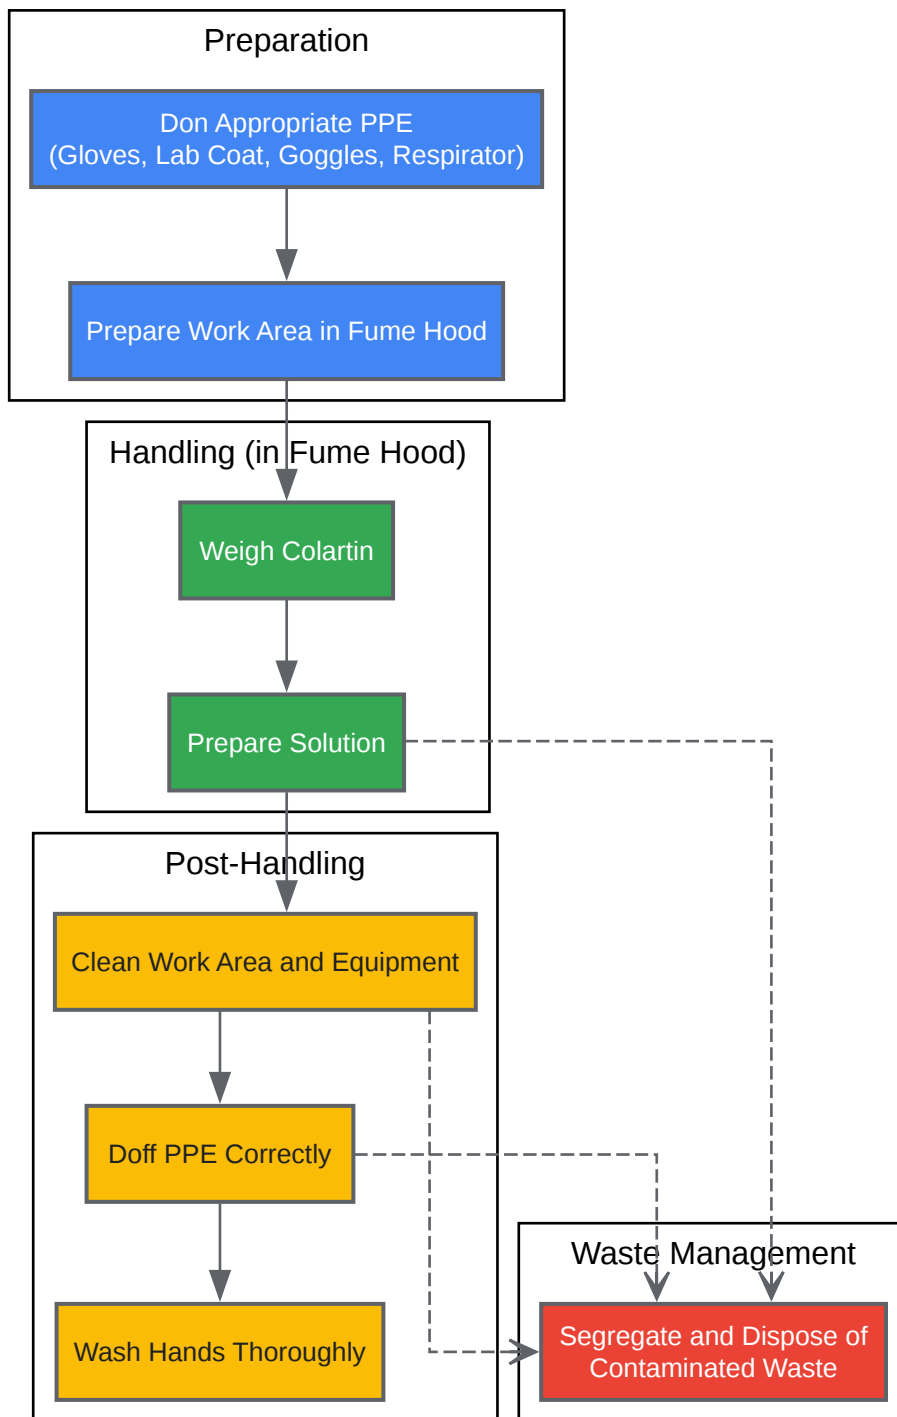 Preparation
Don Appropriate PPE
(Gloves, Lab Coat, Goggles, Respirator)
Prepare Work Area in Fume Hood
Handling (in Fume Hood)
Weigh Colartin
Prepare Solution
Post-Handling
Clean Work Area and Equipment
Doff PPE Correctly
Wash Hands Thoroughly
Waste Management
Segregate and Dispose of
Contaminated Waste